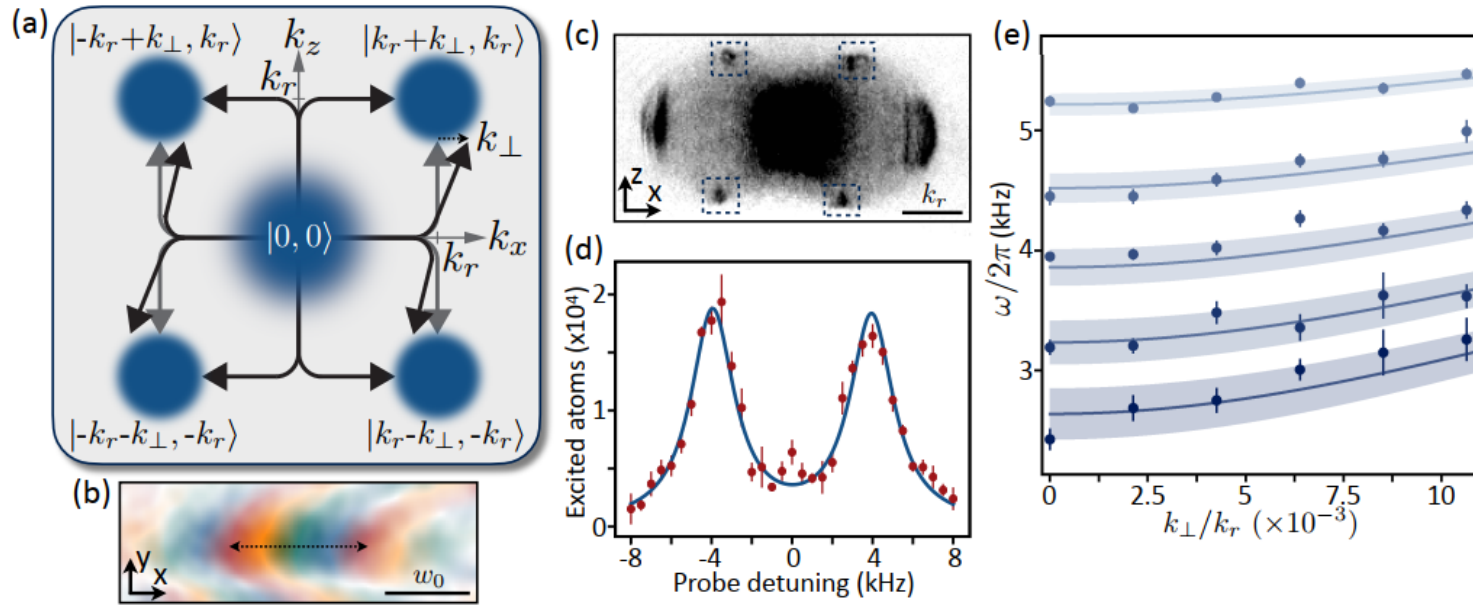 (a)
|-k_r+k_⊥, k_r⟩
k_z
|k_r+k_⊥, k_r⟩
k_r
k_⊥
|0, 0⟩
k_x
k_r
|-k_r-k_⊥, -k_r⟩
|k_r-k_⊥, -k_r⟩
(b)
y
x
w_0
(c)
z
x
k_r
(d)
Excited atoms (x10⁴)
2
1
0
-8
-4
0
4
8
Probe detuning (kHz)
(e)
ω/2π (kHz)
5
4
3
0
2.5
5
7.5
10
k_⊥/k_r (×10⁻³)